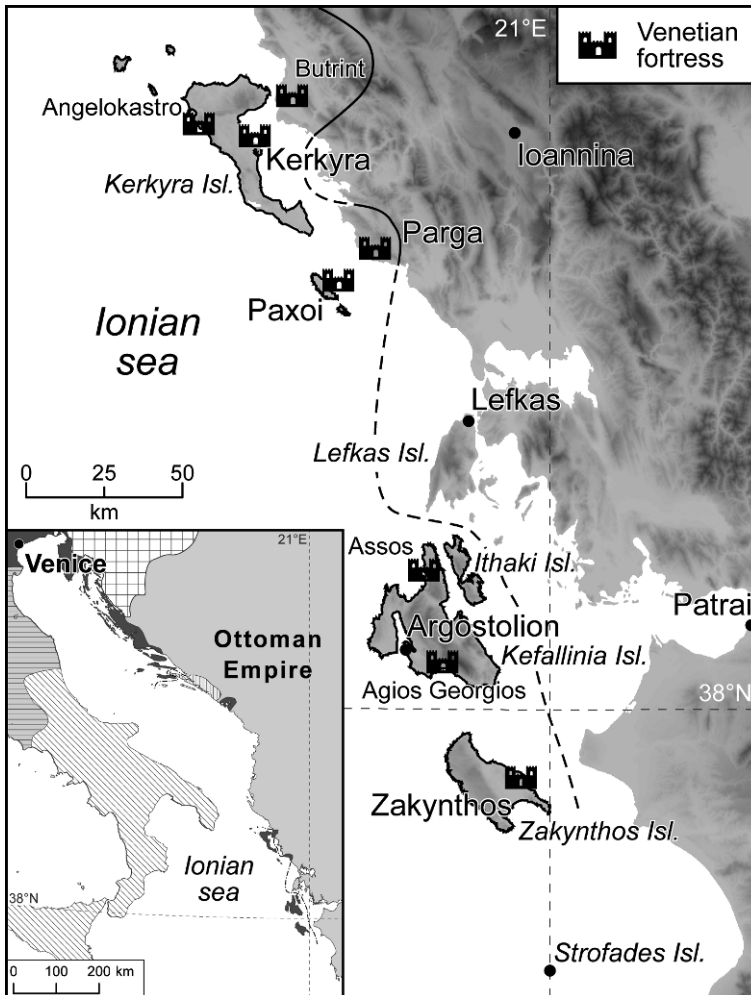 21°E
Venetian
fortress
Butrint
Angelokastro
Kerkyra
Ioannina
Kerkyra Isl.
Parga
Paxoi
Ionian
sea
Lefkas
Lefkas Isl.
0 25 50
km
Assos
Ithaki Isl.
Patrai
Argostolion
Kefallinia Isl.
Agios Georgios
38°N
Zakynthos
Zakynthos Isl.
Strofades Isl.
21°E
Venice
Ottoman
Empire
Ionian
sea
38°N
0 100 200 km